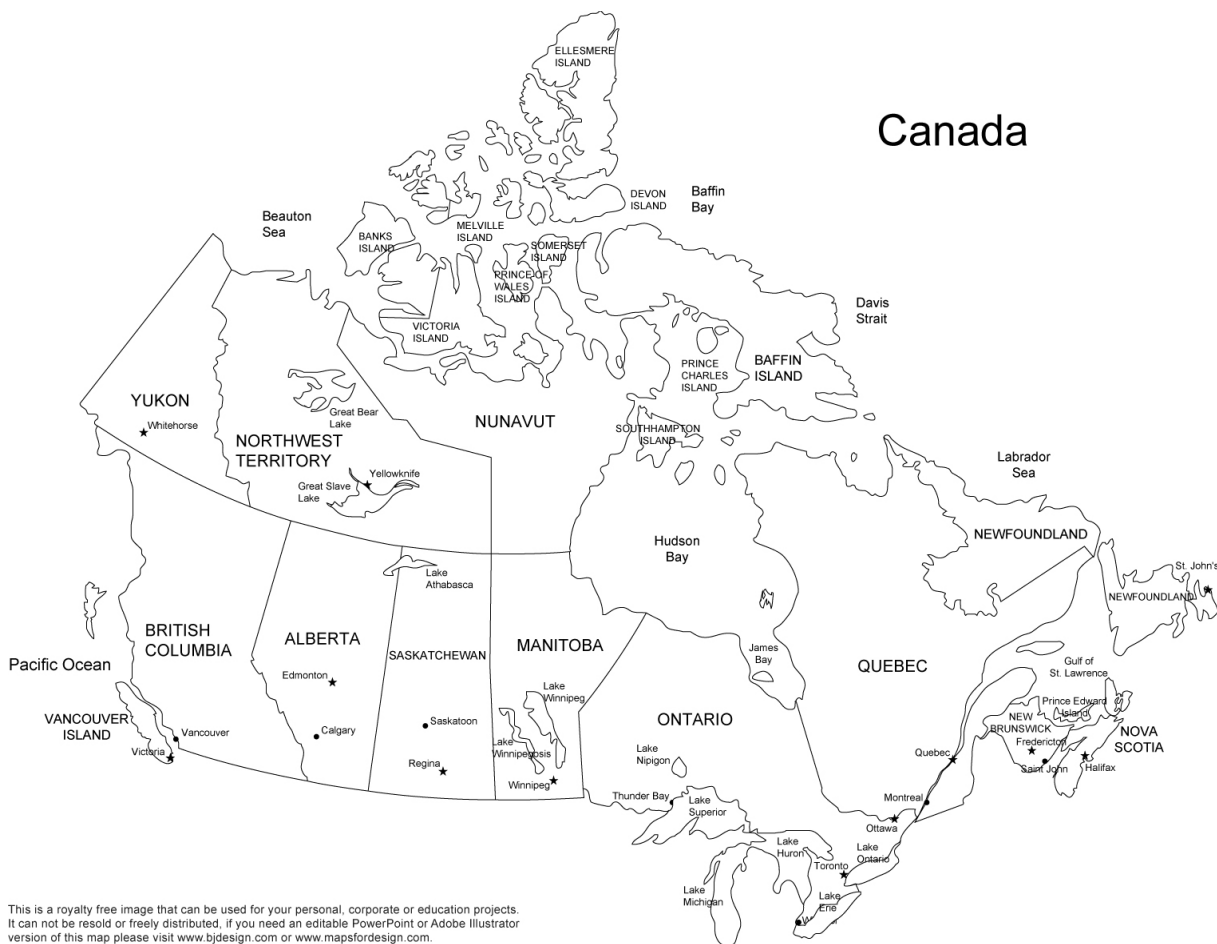 ELLESMERE
ISLAND
Canada
DEVON
ISLAND
Baffin
Bay
Beauton
Sea
BANKS
ISLAND
MELVILLE
ISLAND
SOMERSET
ISLAND
PRINCE OF
WALES
ISLAND
Davis
Strait
VICTORIA
ISLAND
PRINCE
CHARLES
ISLAND
BAFFIN
ISLAND
YUKON
Whitehorse
Great Bear
Lake
NUNAVUT
NORTHWEST
TERRITORY
SOUTHHAMPTON
ISLAND
Yellowknife
Great Slave
Lake
Labrador
Sea
Hudson
Bay
NEWFOUNDLAND
Lake
Athabasca
St. John's
NEWFOUNDLAND
BRITISH
COLUMBIA
ALBERTA
SASKATCHEWAN
MANITOBA
James
Bay
QUEBEC
Pacific Ocean
Gulf of
St. Lawrence
Edmonton
Lake
Winnipeg
Prince Edward
Island
VANCOUVER
ISLAND
Vancouver
Victoria
Calgary
Saskatoon
Lake
Winnipegosis
ONTARIO
NEW
BRUNSWICK
Fredericton
NOVA
SCOTIA
Regina
Winnipeg
Lake
Nipigon
Quebec
Saint John
Halifax
Thunder Bay
Lake
Superior
Montreal
Ottawa
Lake
Huron
Toronto
Lake
Ontario
Lake
Michigan
Lake
Erie
This is a royalty free image that can be used for your personal, corporate or education projects.
It can not be resold or freely distributed, if you need an editable PowerPoint or Adobe Illustrator
version of this map please visit www.bjdesign.com or www.mapsfordesign.com.